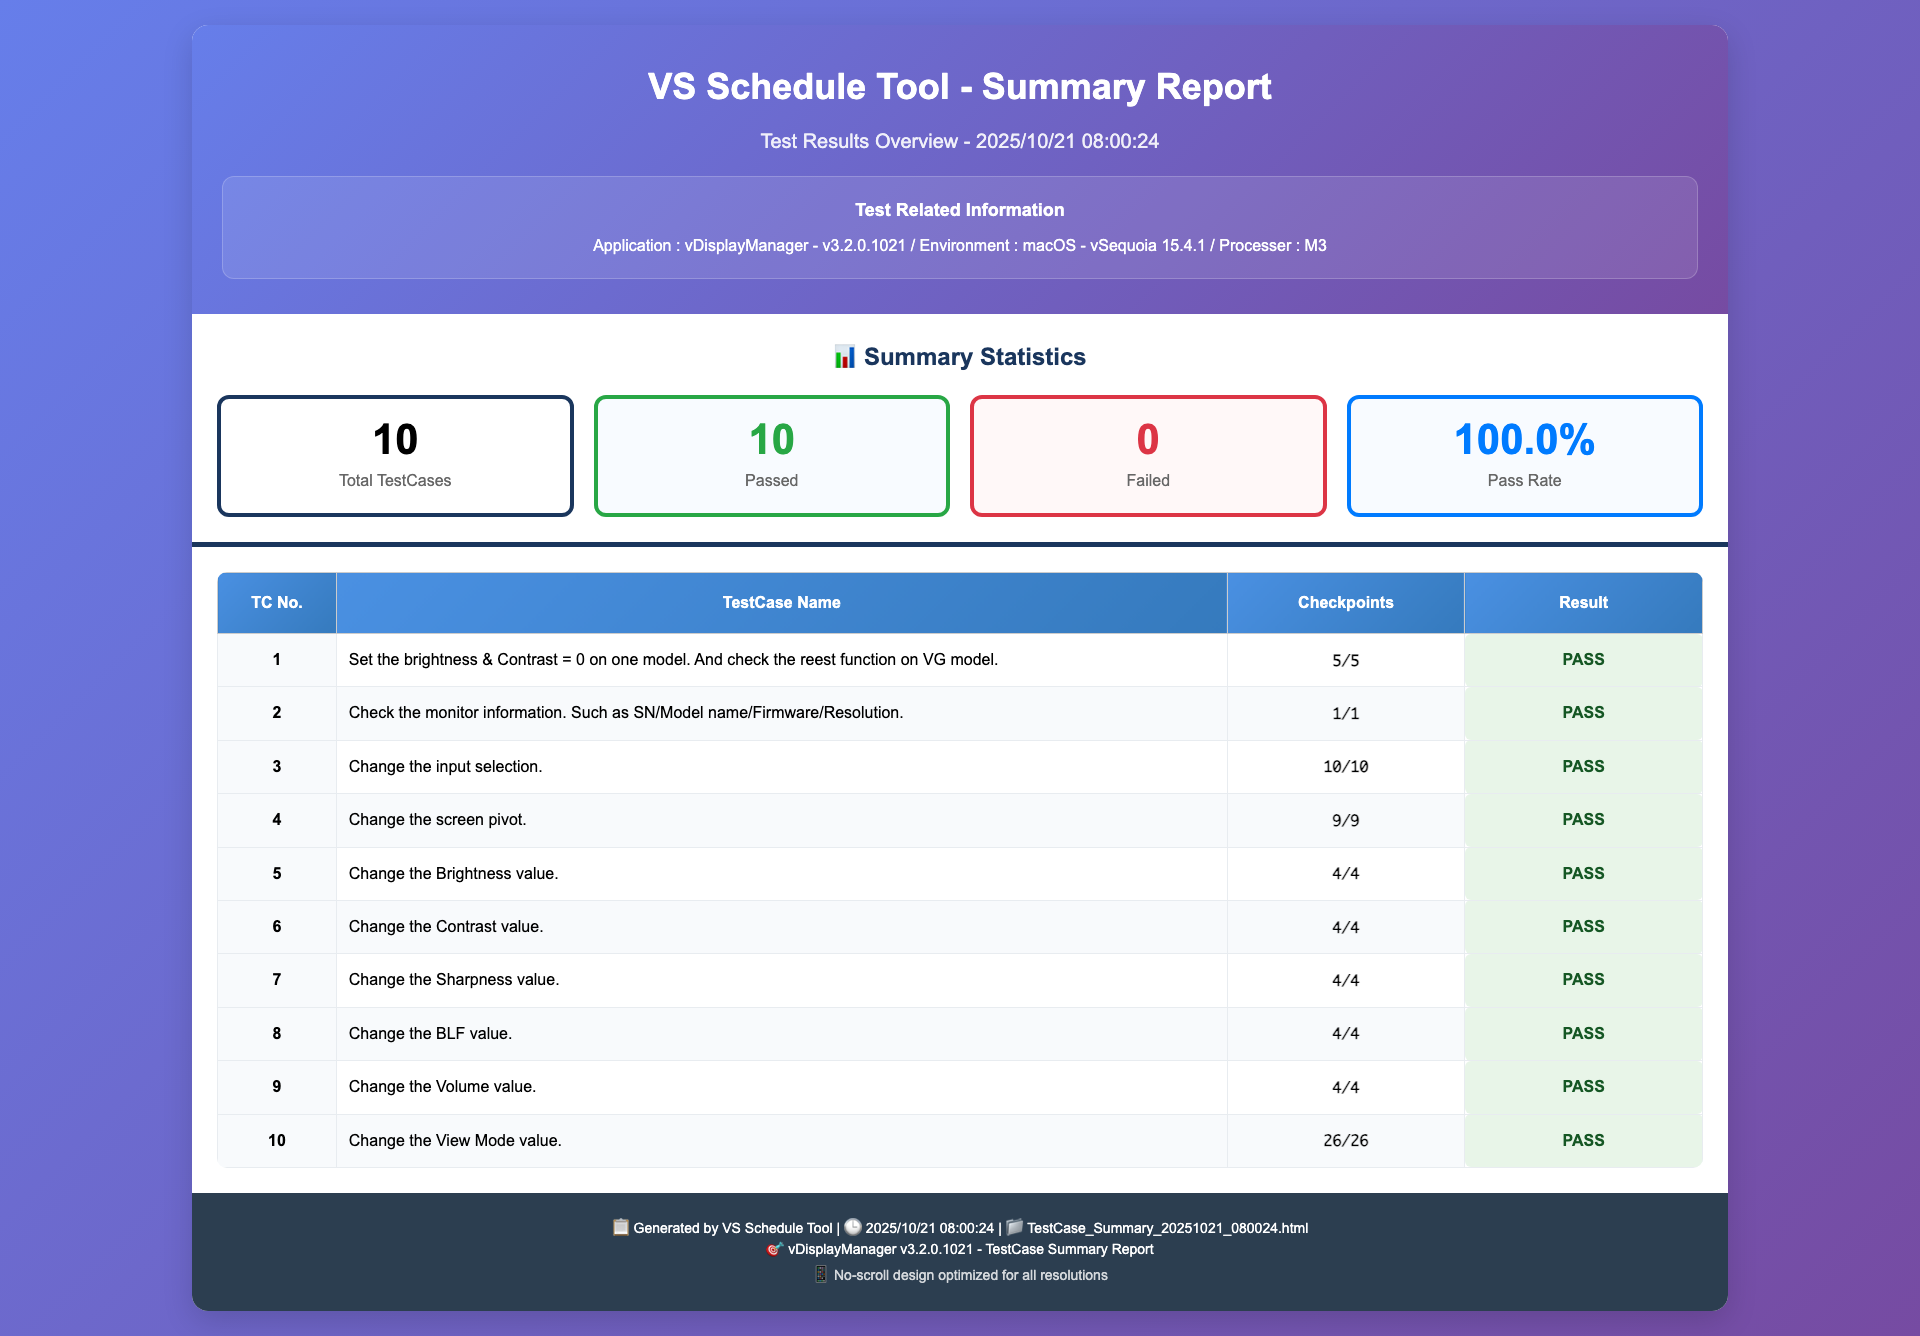 VS Schedule Tool - Summary Report
Test Results Overview - 2025/10/21 08:00:24
Test Related Information
Application : vDisplayManager - v3.2.0.1021 / Environment : macOS - vSequoia 15.4.1 / Processer : M3
📊 Summary Statistics
10
Total TestCases
10
Passed
0
Failed
100.0%
Pass Rate
TC No. TestCase Name Checkpoints Result
1 Set the brightness & Contrast = 0 on one model. And check the reest function on VG model. 5/5 PASS
2 Check the monitor information. Such as SN/Model name/Firmware/Resolution. 1/1 PASS
3 Change the input selection. 10/10 PASS
4 Change the screen pivot. 9/9 PASS
5 Change the Brightness value. 4/4 PASS
6 Change the Contrast value. 4/4 PASS
7 Change the Sharpness value. 4/4 PASS
8 Change the BLF value. 4/4 PASS
9 Change the Volume value. 4/4 PASS
10 Change the View Mode value. 26/26 PASS
📋 Generated by VS Schedule Tool | 🕒 2025/10/21 08:00:24 | 📁 TestCase_Summary_20251021_080024.html
🎯 vDisplayManager v3.2.0.1021 - TestCase Summary Report
📱 No-scroll design optimized for all resolutions